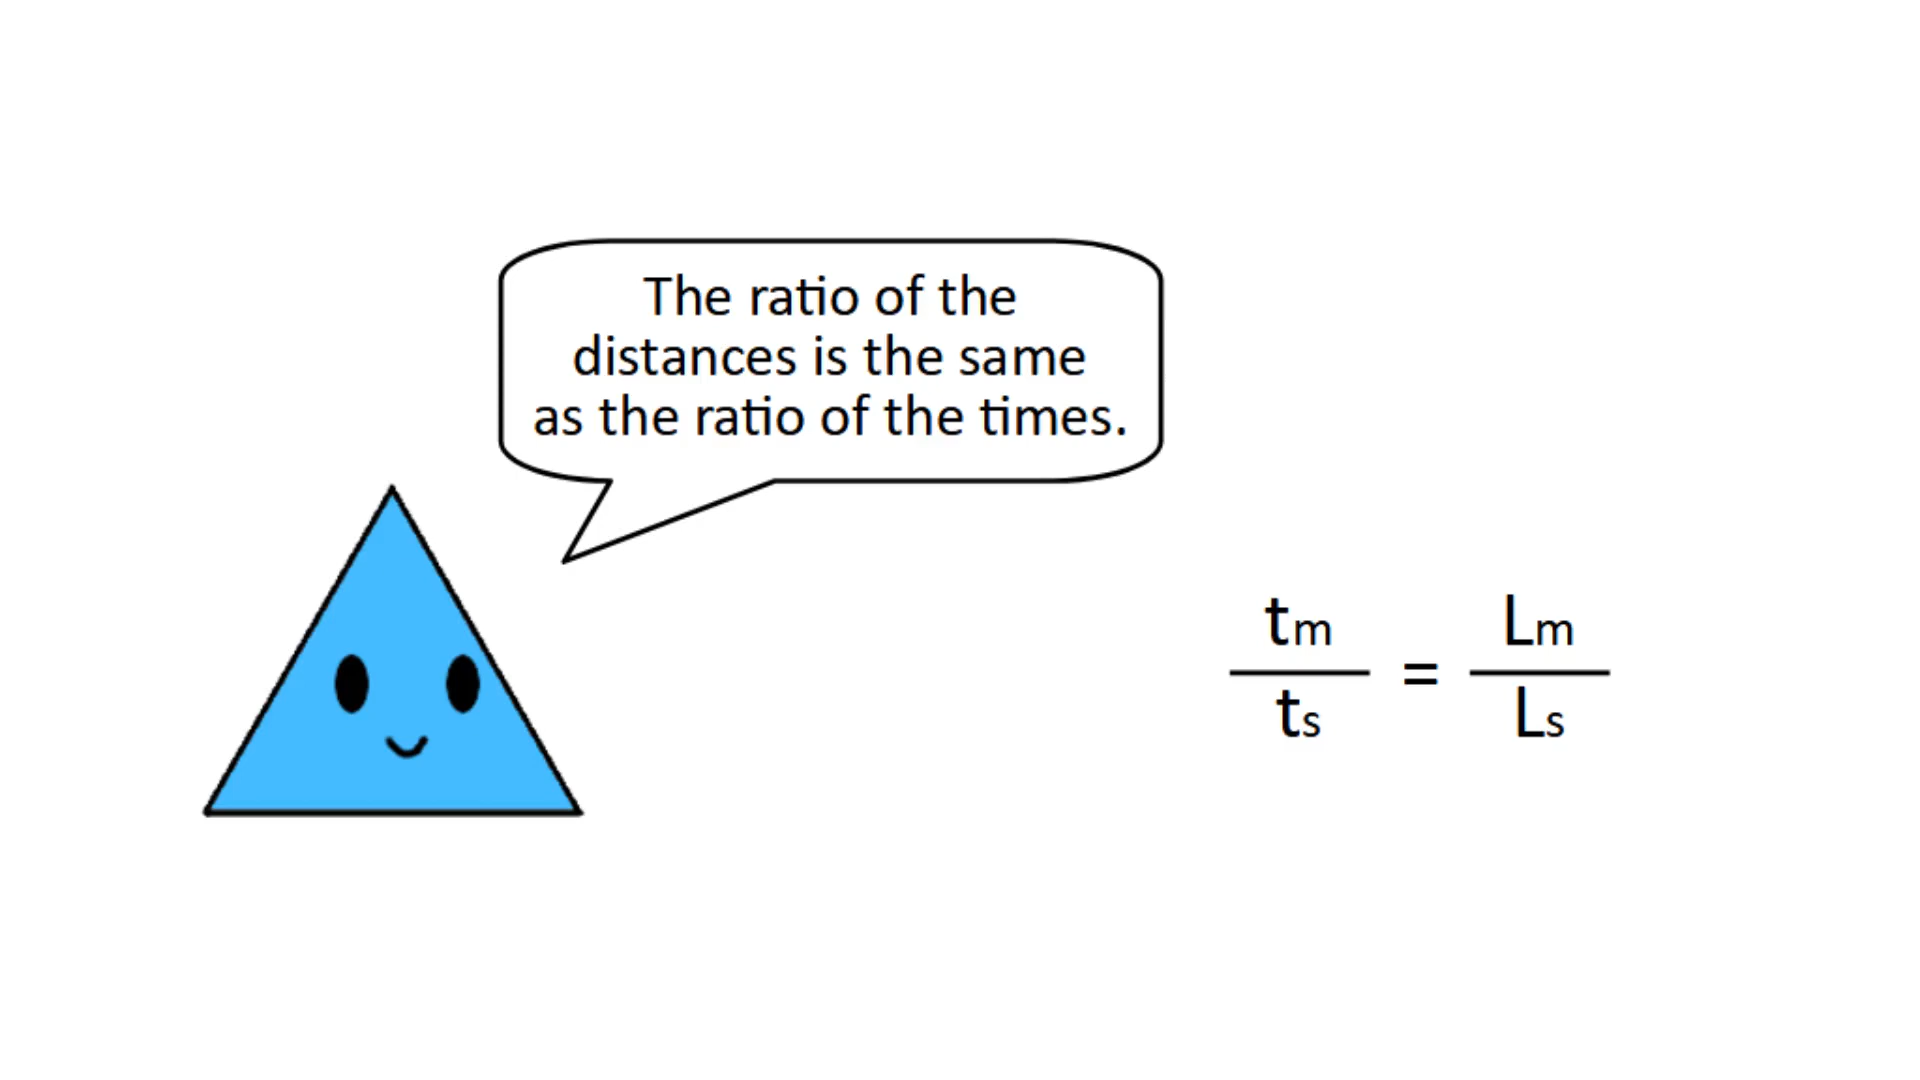 The ratio of the
distances is the same
as the ratio of the times.
tm / ts = Lm / Ls